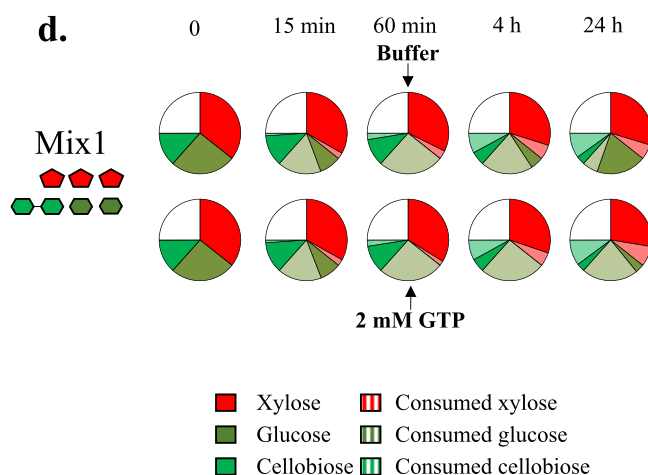 d.
0 15 min 60 min 4 h 24 h
Buffer
Mix1
2 mM GTP
Xylose Consumed xylose
Glucose Consumed glucose
Cellobiose Consumed cellobiose